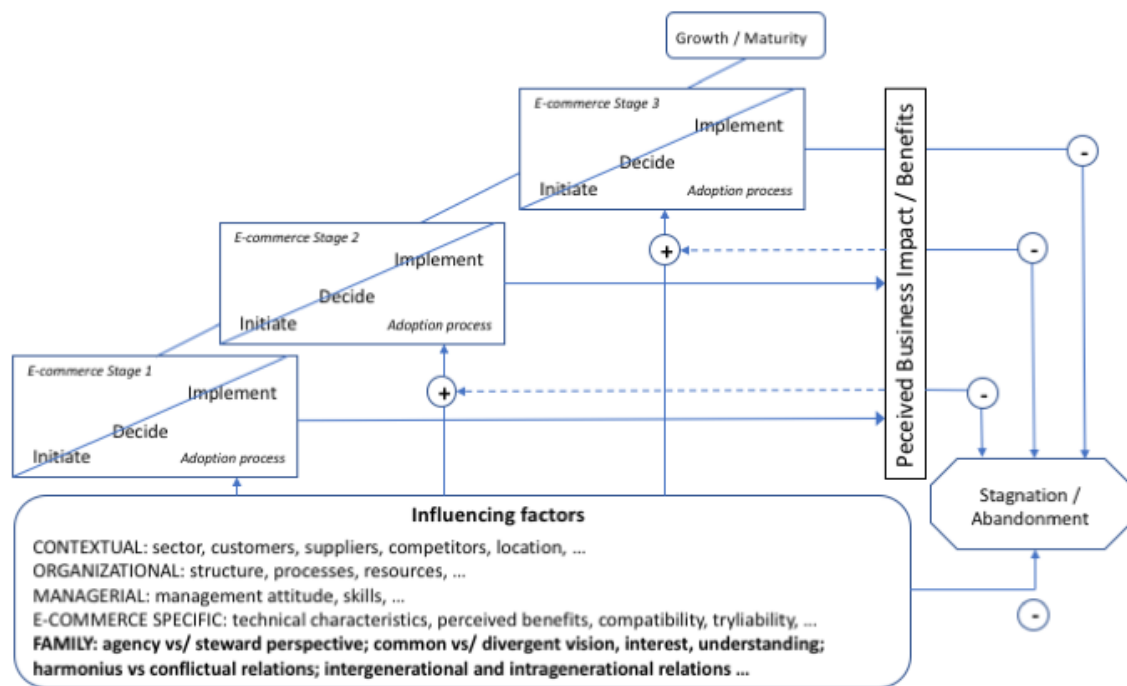 Growth / Maturity
E-commerce Stage 3
Implement
Decide
Initiate
Adoption process
E-commerce Stage 2
Implement
Decide
Initiate
Adoption process
E-commerce Stage 1
Implement
Decide
Initiate
Adoption process
+
+
Peceived Business Impact / Benefits
-
-
-
Stagnation /
Abandonment
-
Influencing factors
CONTEXTUAL: sector, customers, suppliers, competitors, location, ...
ORGANIZATIONAL: structure, processes, resources, ...
MANAGERIAL: management attitude, skills, ...
E-COMMERCE SPECIFIC: technical characteristics, perceived benefits, compatibility, tryliability, ...
FAMILY: agency vs/ steward perspective; common vs/ divergent vision, interest, understanding;
harmonius vs conflictual relations; intergenerational and intragenerational relations ...